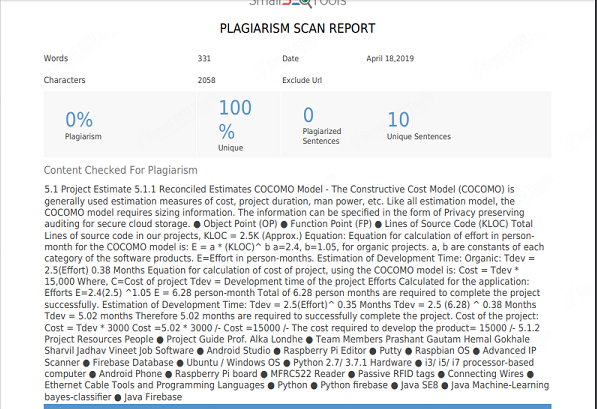 SmallSEOTools
PLAGIARISM SCAN REPORT
Words 331 Date April 18,2019
Characters 2058 Exclude Url
0% Plagiarism
100 % Unique
0 Plagiarized Sentences
10 Unique Sentences
Content Checked For Plagiarism
5.1 Project Estimate 5.1.1 Reconciled Estimates COCOMO Model - The Constructive Cost Model (COCOMO) is
generally used estimation measures of cost, project duration, man power, etc. Like all estimation model, the
COCOMO model requires sizing information. The information can be specified in the form of Privacy preserving
auditing for secure cloud storage. ● Object Point (OP) ● Function Point (FP) ● Lines of Source Code (KLOC) Total
Lines of source code in our projects, KLOC = 2.5K (Approx.) Equation: Equation for calculation of effort in person-
month for the COCOMO model is: E = a * (KLOC)^ b a=2.4, b=1.05, for organic projects. a, b are constants of each
category of the software products. E=Effort in person-months. Estimation of Development Time: Organic: Tdev =
2.5(Effort) 0.38 Months Equation for calculation of cost of project, using the COCOMO model is: Cost = Tdev *
15,000 Where, C=Cost of project Tdev = Development time of the project Efforts Calculated for the application:
Efforts E=2.4(2.5) ^1.05 E = 6.28 person-month Total of 6.28 person months are required to complete the project
successfully. Estimation of Development Time: Tdev = 2.5(Effort)^ 0.35 Months Tdev = 2.5 (6.28) ^ 0.38 Months
Tdev = 5.02 months Therefore 5.02 months are required to successfully complete the project. Cost of the project:
Cost = Tdev * 3000 Cost =5.02 * 3000 /- Cost =15000 /- The cost required to develop the product= 15000 /- 5.1.2
Project Resources People ● Project Guide Prof. Alka Londhe ● Team Members Prashant Gautam Hemal Gokhale
Sharvil Jadhav Vineet Job Software ● Android Studio ● Raspberry Pi Editor ● Putty ● Raspbian OS ● Advanced IP
Scanner ● Firebase Database ● Ubuntu / Windows OS ● Python 2.7/ 3.7.1 Hardware ● i3/ i5/ i7 processor-based
computer ● Android Phone ● Raspberry Pi board ● MFRC522 Reader ● Passive RFID tags ● Connecting Wires ●
Ethernet Cable Tools and Programming Languages ● Python ● Python firebase ● Java SE8 ● Java Machine-Learning
bayes-classifier ● Java Firebase